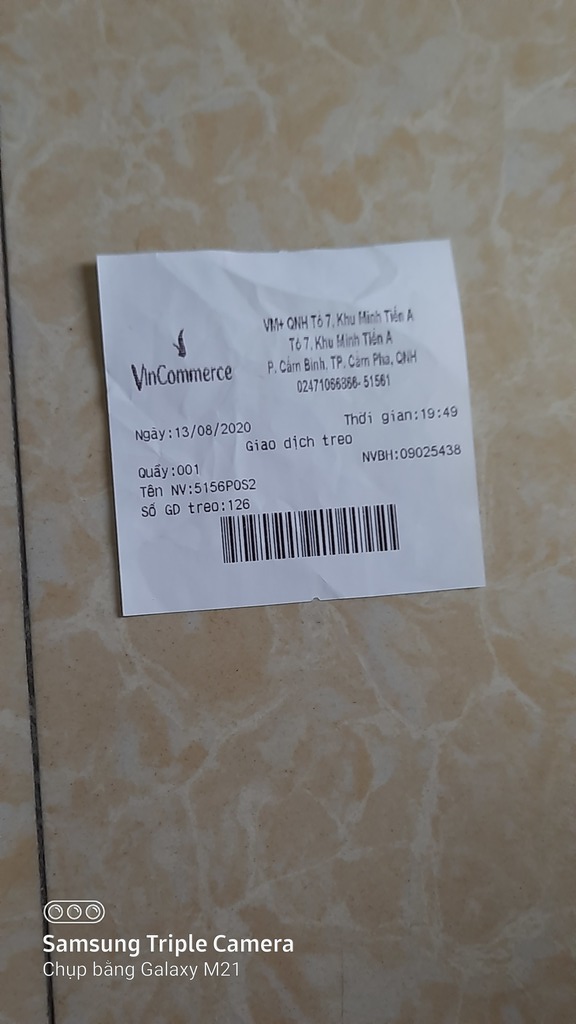 VinCommerce
VM+ QNH Tổ 7, Khu Minh Tiến A
Tổ 7, Khu Minh Tiến A
P. Cẩm Bình, TP. Cẩm Phả, QNH
02471066866- 51561
Ngày:13/08/2020
Thời gian:19:49
Giao dịch treo
Quầy:001
NVBH:09025438
Tên NV:5156POS2
Số GD treo:126
Samsung Triple Camera
Chụp bằng Galaxy M21